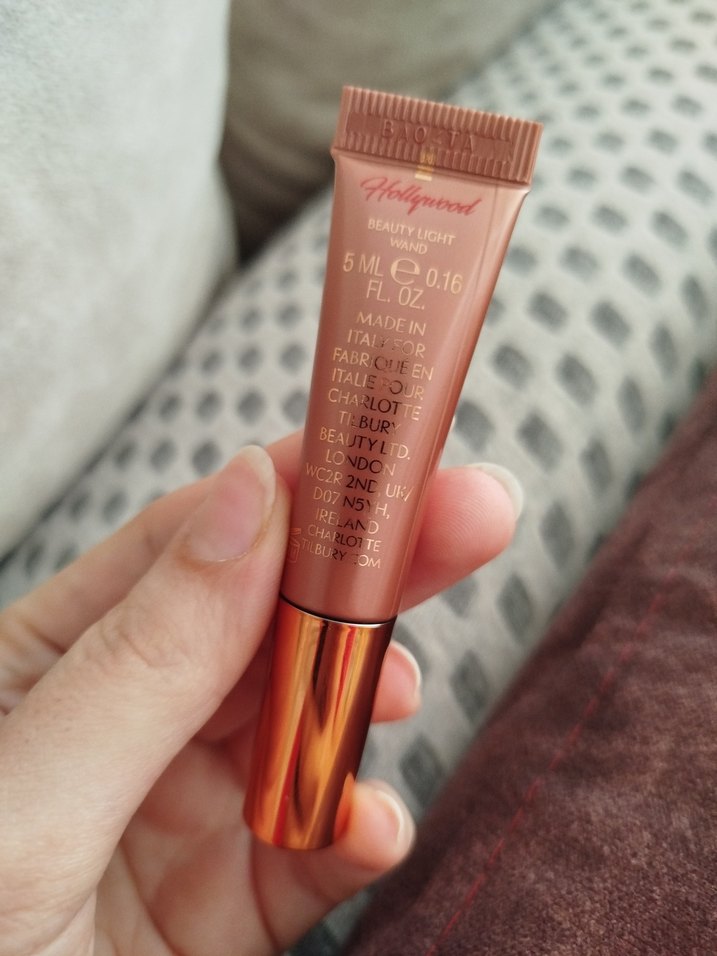 Hollywood
BEAUTY LIGHT
WAND
5 ML ℮ 0.16
FL. OZ.
MADE IN
ITALY FOR
FABRIQUÉ EN
ITALIE POUR
CHARLOTTE
TILBURY
BEAUTY LTD.
LONDON
WC2R 2ND, UK/
D07 N5YH,
IRELAND
CHARLOTTE
TILBURY.COM